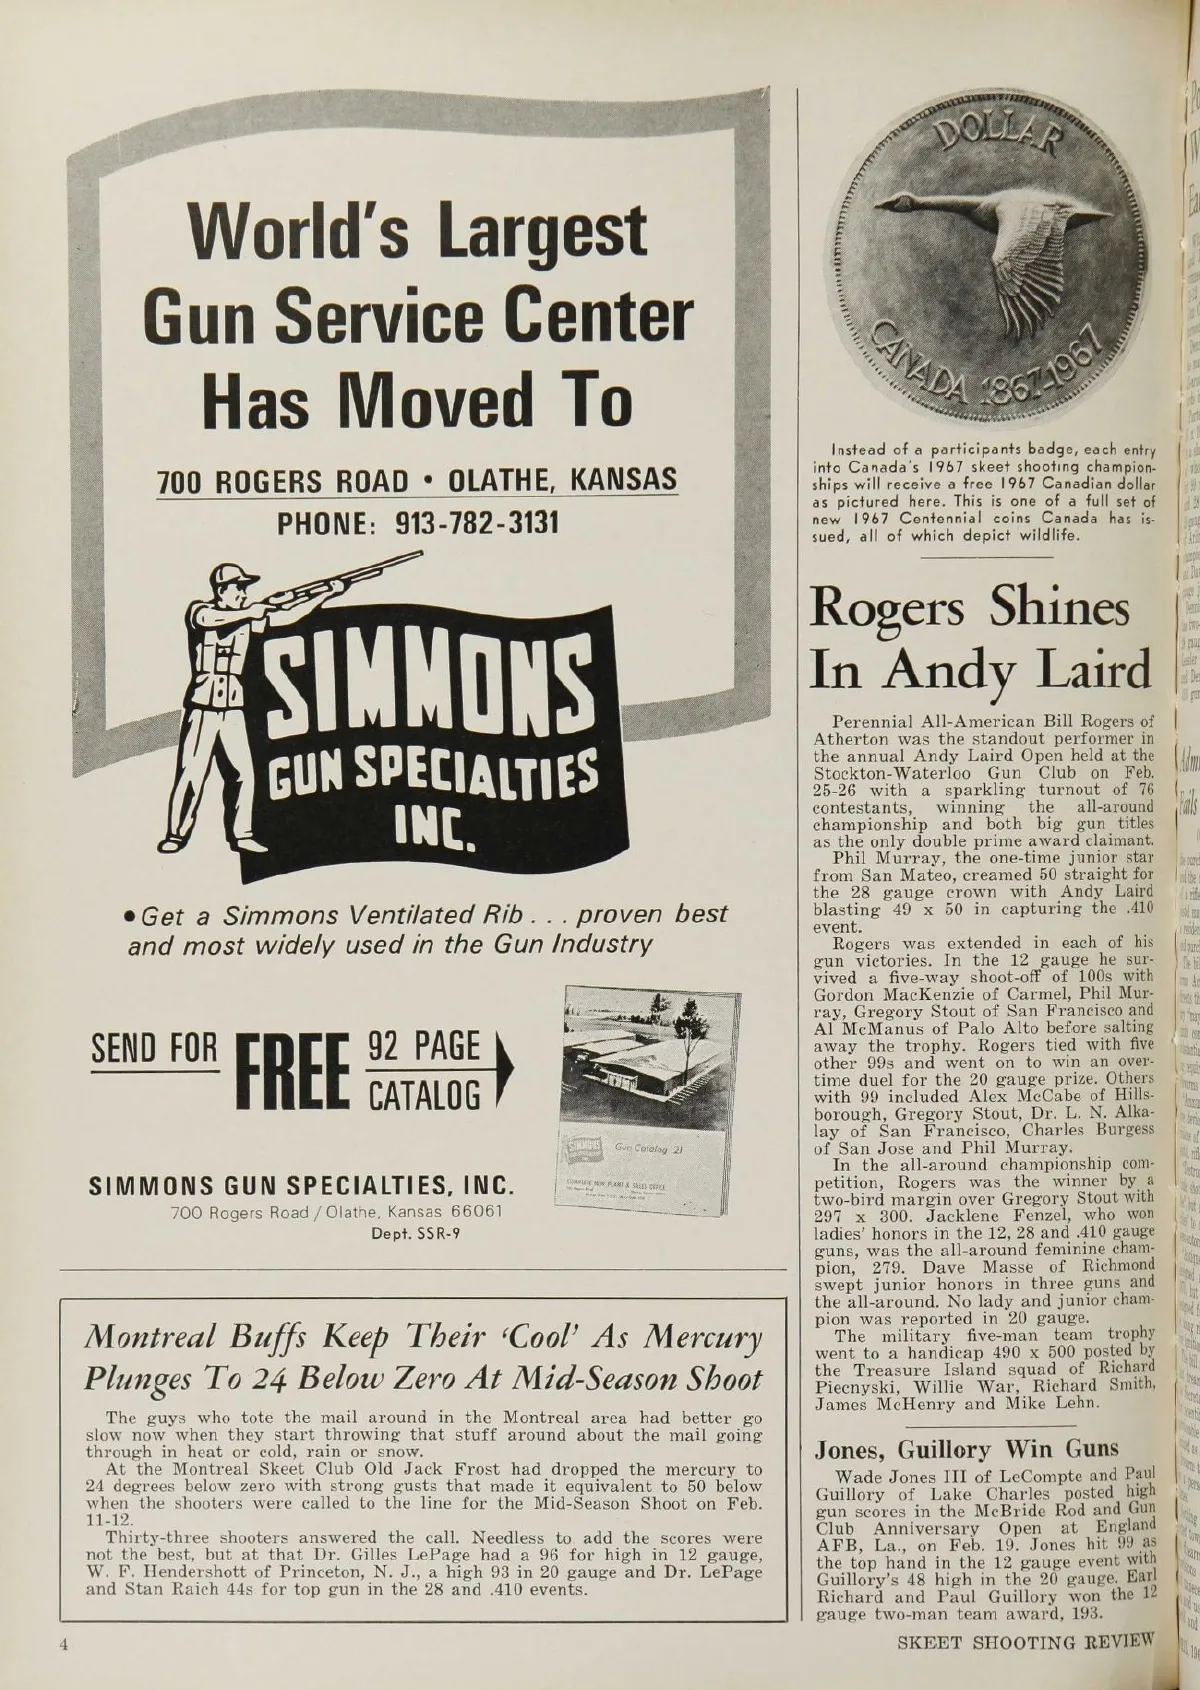 World's Largest
Gun Service Center
Has Moved To
700 ROGERS ROAD • OLATHE, KANSAS
PHONE: 913-782-3131
SIMMONS
GUN SPECIALTIES
INC.
• Get a Simmons Ventilated Rib . . . proven best
and most widely used in the Gun Industry
SEND FOR FREE 92 PAGE
CATALOG
SIMMONS
Gun Catalog 21
SIMMONS GUN SPECIALTIES, INC.
700 Rogers Road / Olathe, Kansas 66061
Dept. SSR-9
Montreal Buffs Keep Their 'Cool' As Mercury
Plunges To 24 Below Zero At Mid-Season Shoot
The guys who tote the mail around in the Montreal area had better go
slow now when they start throwing that stuff around about the mail going
through in heat or cold, rain or snow.
At the Montreal Skeet Club Old Jack Frost had dropped the mercury to
24 degrees below zero with strong gusts that made it equivalent to 50 below
when the shooters were called to the line for the Mid-Season Shoot on Feb.
11-12.
Thirty-three shooters answered the call. Needless to add the scores were
not the best, but at that Dr. Gilles LePage had a 96 for high in 12 gauge,
W. F. Hendershott of Princeton, N. J., a high 93 in 20 gauge and Dr. LePage
and Stan Raich 44s for top gun in the 28 and .410 events.
DOLLAR
CANADA 1867-1967
Instead of a participants badge, each entry
into Canada's 1967 skeet shooting champion-
ships will receive a free 1967 Canadian dollar
as pictured here. This is one of a full set of
new 1967 Centennial coins Canada has is-
sued, all of which depict wildlife.
Rogers Shines
In Andy Laird
Perennial All-American Bill Rogers of
Atherton was the standout performer in
the annual Andy Laird Open held at the
Stockton-Waterloo Gun Club on Feb.
25-26 with a sparkling turnout of 76
contestants, winning the all-around
championship and both big gun titles
as the only double prime award claimant.
Phil Murray, the one-time junior star
from San Mateo, creamed 50 straight for
the 28 gauge crown with Andy Laird
blasting 49 x 50 in capturing the .410
event.
Rogers was extended in each of his
gun victories. In the 12 gauge he sur-
vived a five-way shoot-off of 100s with
Gordon MacKenzie of Carmel, Phil Mur-
ray, Gregory Stout of San Francisco and
Al McManus of Palo Alto before salting
away the trophy. Rogers tied with five
other 99s and went on to win an over-
time duel for the 20 gauge prize. Others
with 99 included Alex McCabe of Hills-
borough, Gregory Stout, Dr. L. N. Alka-
lay of San Francisco, Charles Burgess
of San Jose and Phil Murray.
In the all-around championship com-
petition, Rogers was the winner by a
two-bird margin over Gregory Stout with
297 x 300. Jacklene Fenzel, who won
ladies' honors in the 12, 28 and .410 gauge
guns, was the all-around feminine cham-
pion, 279. Dave Masse of Richmond
swept junior honors in three guns and
the all-around. No lady and junior cham-
pion was reported in 20 gauge.
The military five-man team trophy
went to a handicap 490 x 500 posted by
the Treasure Island squad of Richard
Piecnyski, Willie War, Richard Smith,
James McHenry and Mike Lehn.
Jones, Guillory Win Guns
Wade Jones III of LeCompte and Paul
Guillory of Lake Charles posted high
gun scores in the McBride Rod and Gun
Club Anniversary Open at England
AFB, La., on Feb. 19. Jones hit 99 as
the top hand in the 12 gauge event with
Guillory's 48 high in the 20 gauge. Earl
Richard and Paul Guillory won the 12
gauge two-man team award, 193.
4
SKEET SHOOTING REVIEW